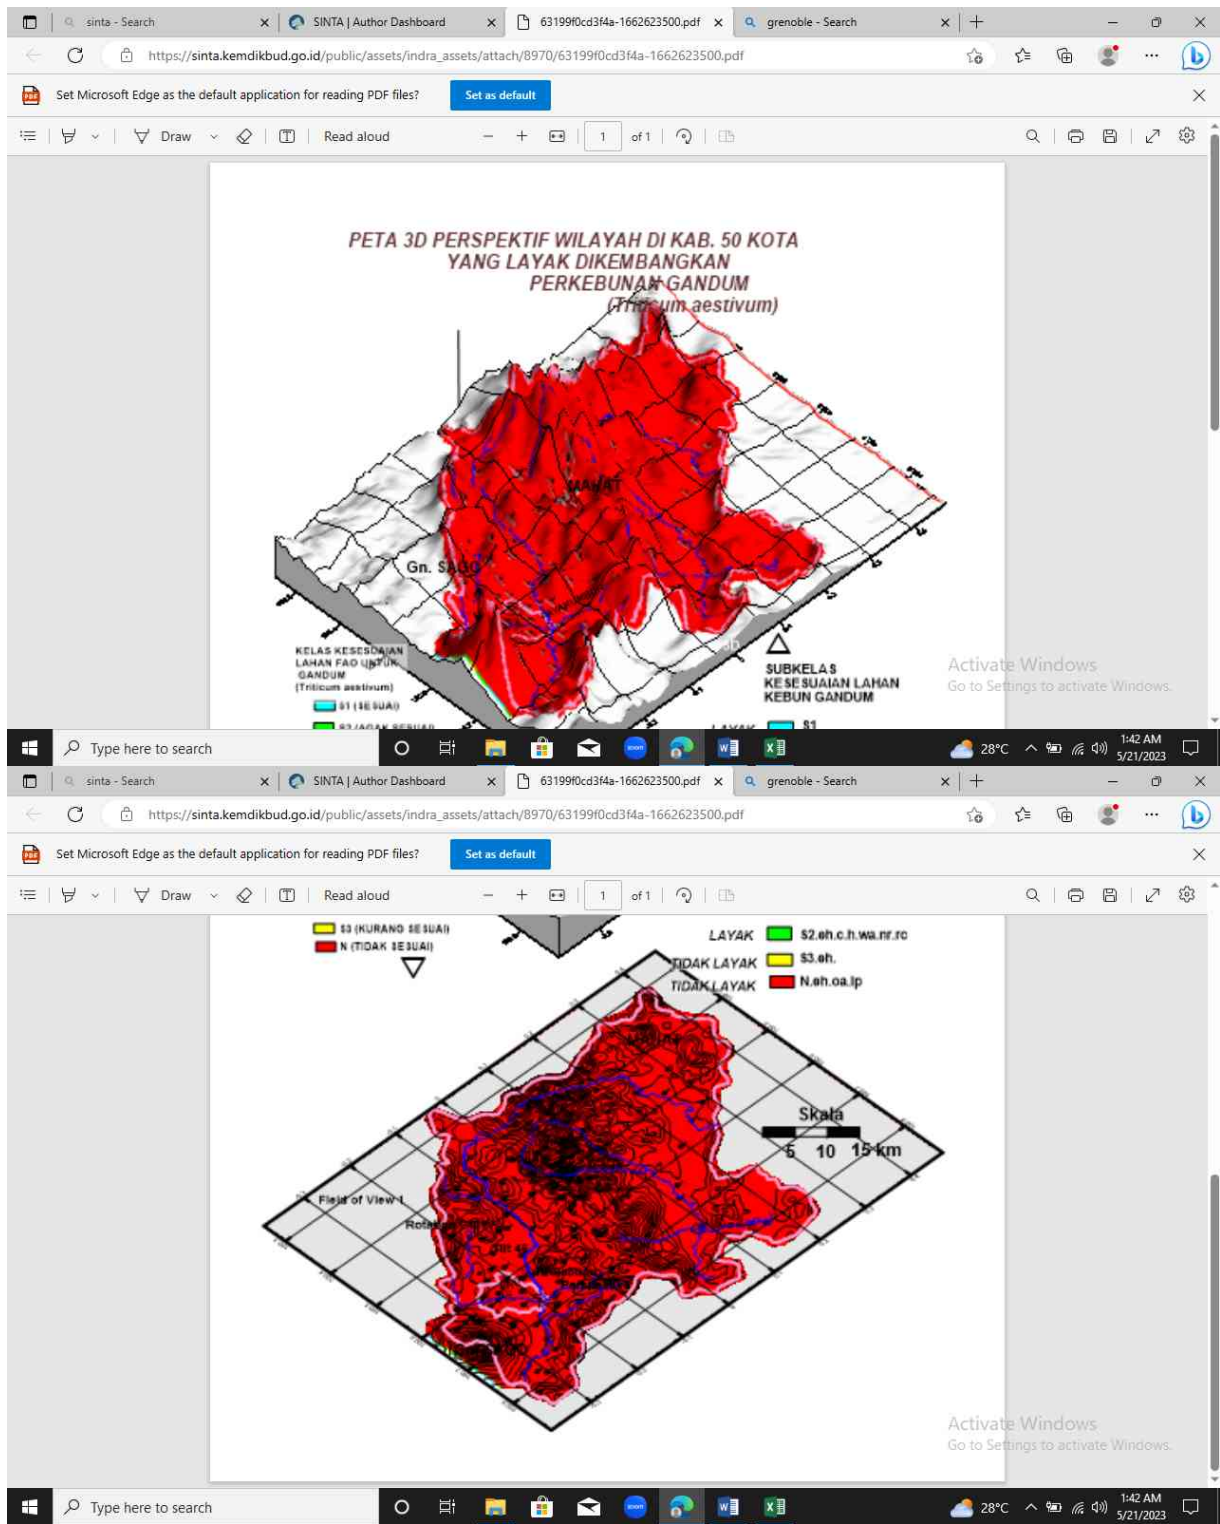 sinta - Search
SINTA | Author Dashboard
63199f0cd3f4a-1662623500.pdf
grenoble - Search
https://sinta.kemdikbud.go.id/public/assets/indra_assets/attach/8970/63199f0cd3f4a-1662623500.pdf
Set Microsoft Edge as the default application for reading PDF files?
Set as default
Draw
Read aloud
1
of 1
PETA 3D PERSPEKTIF WILAYAH DI KAB. 50 KOTA
YANG LAYAK DIKEMBANGKAN
PERKEBUNAN GANDUM
(Triticum aestivum)
MAHAT
Gn. SAGO
KELAS KESESUAIAN
LAHAN FAO UNTUK
GANDUM
(Triticum aestivum)
S1 (SESUAI)
S2 (AGAK SESUAI)
SUBKELAS
KESESUAIAN LAHAN
KEBUN GANDUM
LAYAK S1
Activate Windows
Go to Settings to activate Windows.
Type here to search
zoom
28°C
1:42 AM
5/21/2023
sinta - Search
SINTA | Author Dashboard
63199f0cd3f4a-1662623500.pdf
grenoble - Search
https://sinta.kemdikbud.go.id/public/assets/indra_assets/attach/8970/63199f0cd3f4a-1662623500.pdf
Set Microsoft Edge as the default application for reading PDF files?
Set as default
Draw
Read aloud
1
of 1
S3 (KURANG SESUAI)
N (TIDAK SESUAI)
LAYAK S2.eh.c.h.wa.nr.rc
TIDAK LAYAK S3.eh.
TIDAK LAYAK N.eh.oa.lp
MAHAT
Skala
5 10 15 km
Field of View
Activate Windows
Go to Settings to activate Windows.
Type here to search
zoom
28°C
1:42 AM
5/21/2023